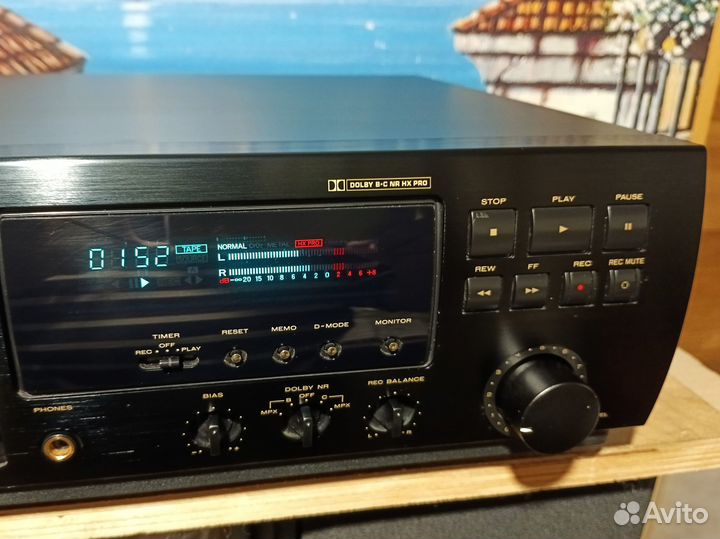 DOLBY B·C NR HX PRO
STOP PLAY PAUSE
0152 TAPE
NORMAL CrO₂ METAL HX PRO
L
R
dB -∞ 20 15 10 8 6 4 2 0 2 4 6 +8
REW FF REC REC MUTE
TIMER
OFF
REC PLAY
RESET MEMO D-MODE MONITOR
PHONES
BIAS
DOLBY NR
OFF
B C
MPX MPX
REC BALANCE
L R
Avito